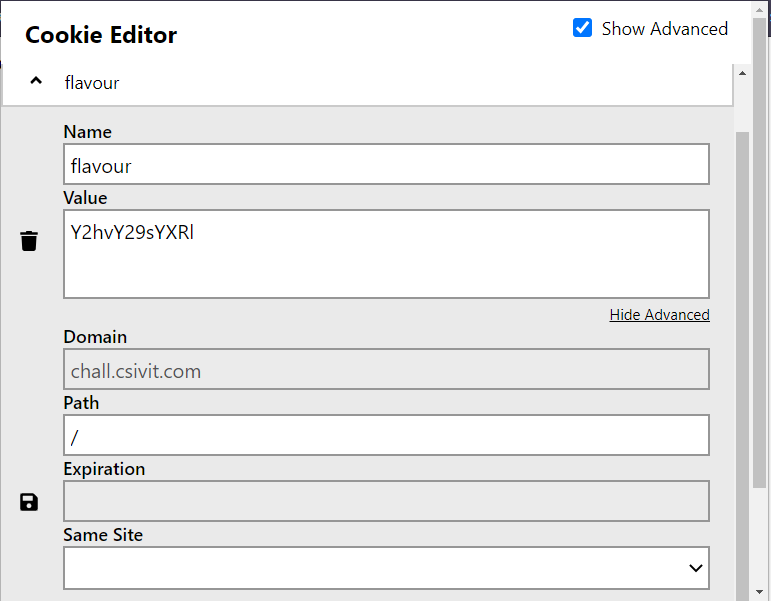 Cookie Editor
Show Advanced
flavour
Name
flavour
Value
Y2hvY29sYXRl
Hide Advanced
Domain
chall.csivit.com
Path
/
Expiration
Same Site